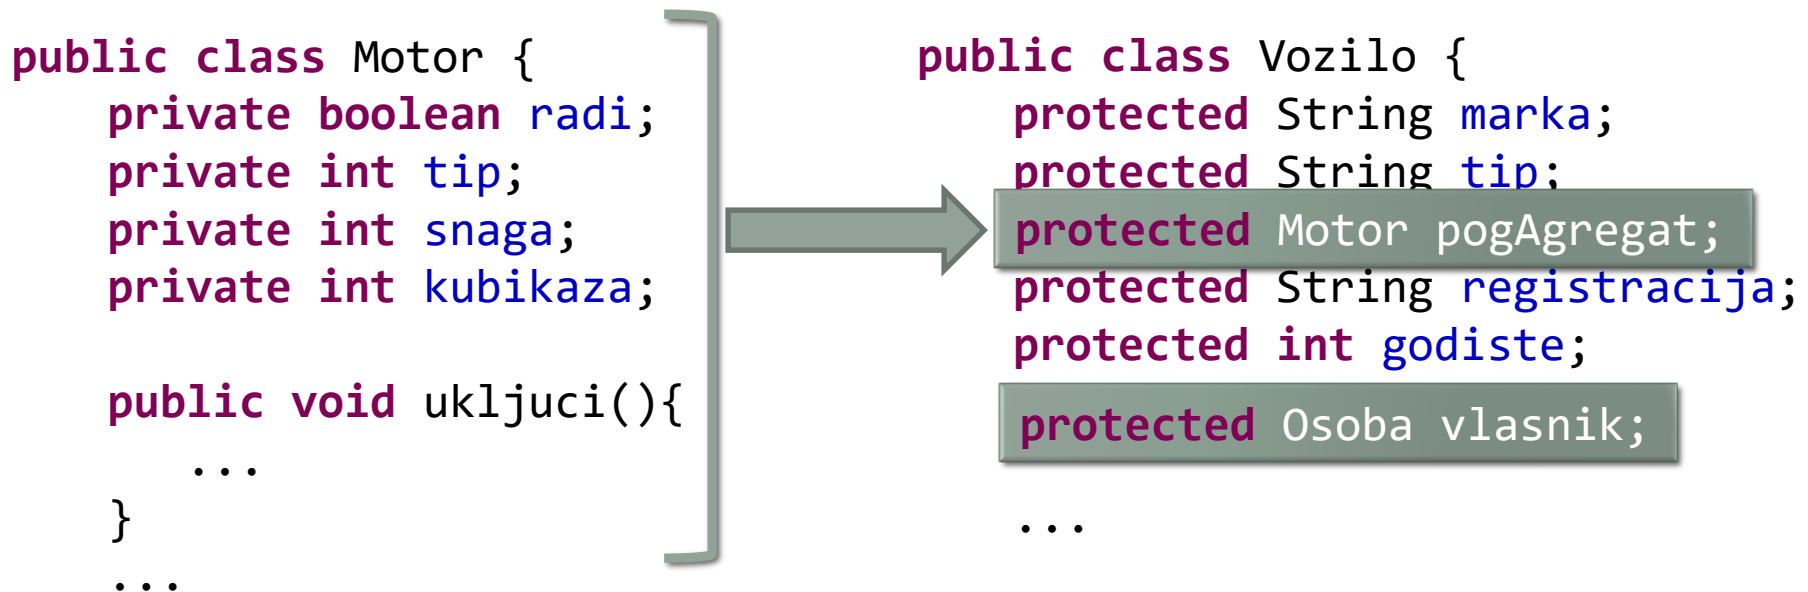 public class Motor {
private boolean radi;
private int tip;
private int snaga;
private int kubikaza;
public void ukljuci(){
...
}
...
public class Vozilo {
protected String marka;
protected String tip;
protected Motor pogAgregat;
protected String registracija;
protected int godiste;
protected Osoba vlasnik;
...